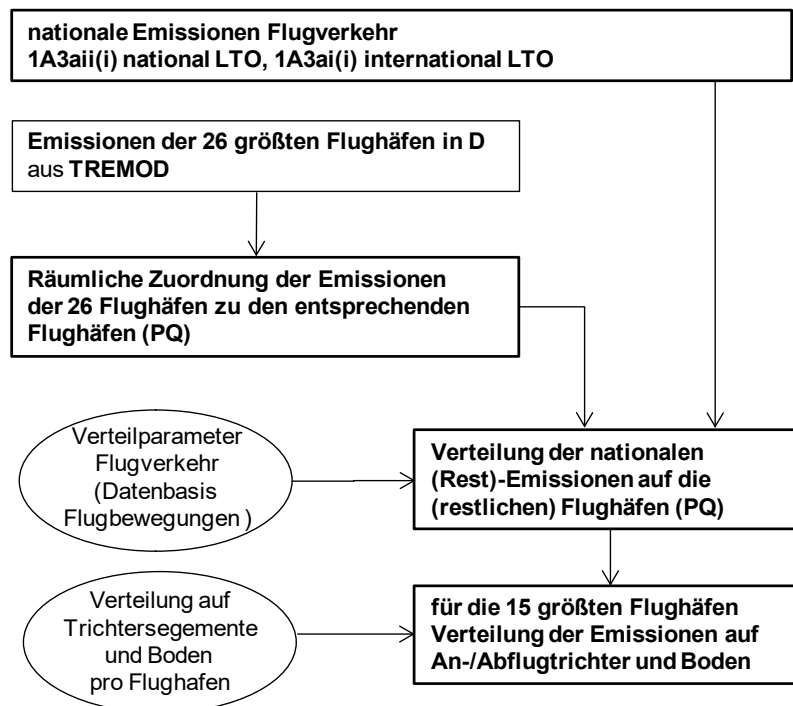 nationale Emissionen Flugverkehr
1A3aii(i) national LTO, 1A3ai(i) international LTO
Emissionen der 26 größten Flughäfen in D
aus TREMOD
Räumliche Zuordnung der Emissionen
der 26 Flughäfen zu den entsprechenden
Flughäfen (PQ)
Verteilparameter
Flugverkehr
(Datenbasis
Flugbewegungen )
Verteilung der nationalen
(Rest)-Emissionen auf die
(restlichen) Flughäfen (PQ)
Verteilung auf
Trichtersegemente
und Boden
pro Flughafen
für die 15 größten Flughäfen
Verteilung der Emissionen auf
An-/Abflugtrichter und Boden